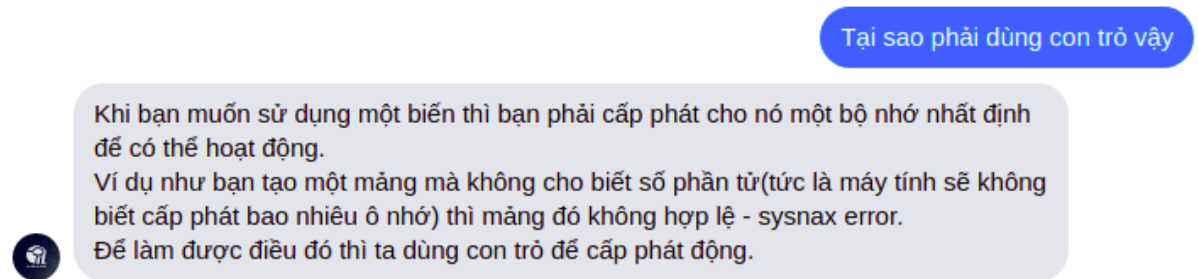 Tại sao phải dùng con trỏ vậy
Khi bạn muốn sử dụng một biến thì bạn phải cấp phát cho nó một bộ nhớ nhất định
để có thể hoạt động.
Ví dụ như bạn tạo một mảng mà không cho biết số phần tử(tức là máy tính sẽ không
biết cấp phát bao nhiêu ô nhớ) thì mảng đó không hợp lệ - sysnax error.
Để làm được điều đó thì ta dùng con trỏ để cấp phát động.